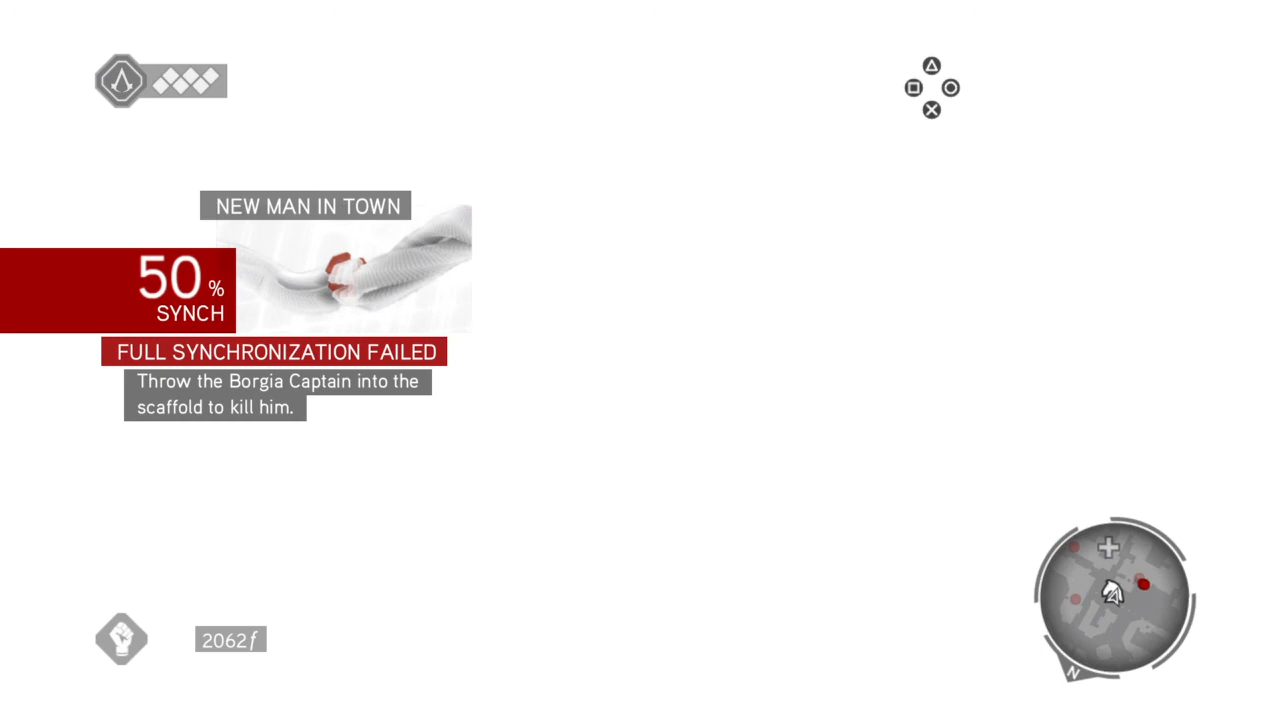 NEW MAN IN TOWN
50 %
SYNCH
FULL SYNCHRONIZATION FAILED
Throw the Borgia Captain into the
scaffold to kill him.
2062ƒ
N